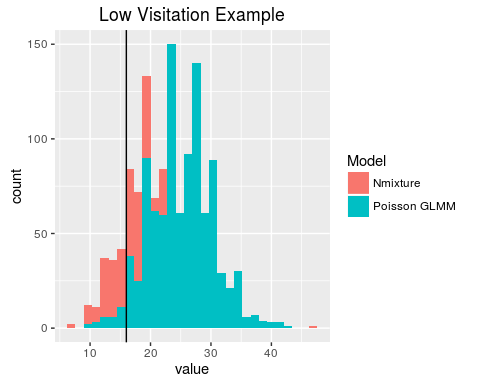 Low Visitation Example
150
100
50
0
10 20 30 40
value
count
Model
Nmixture
Poisson GLMM